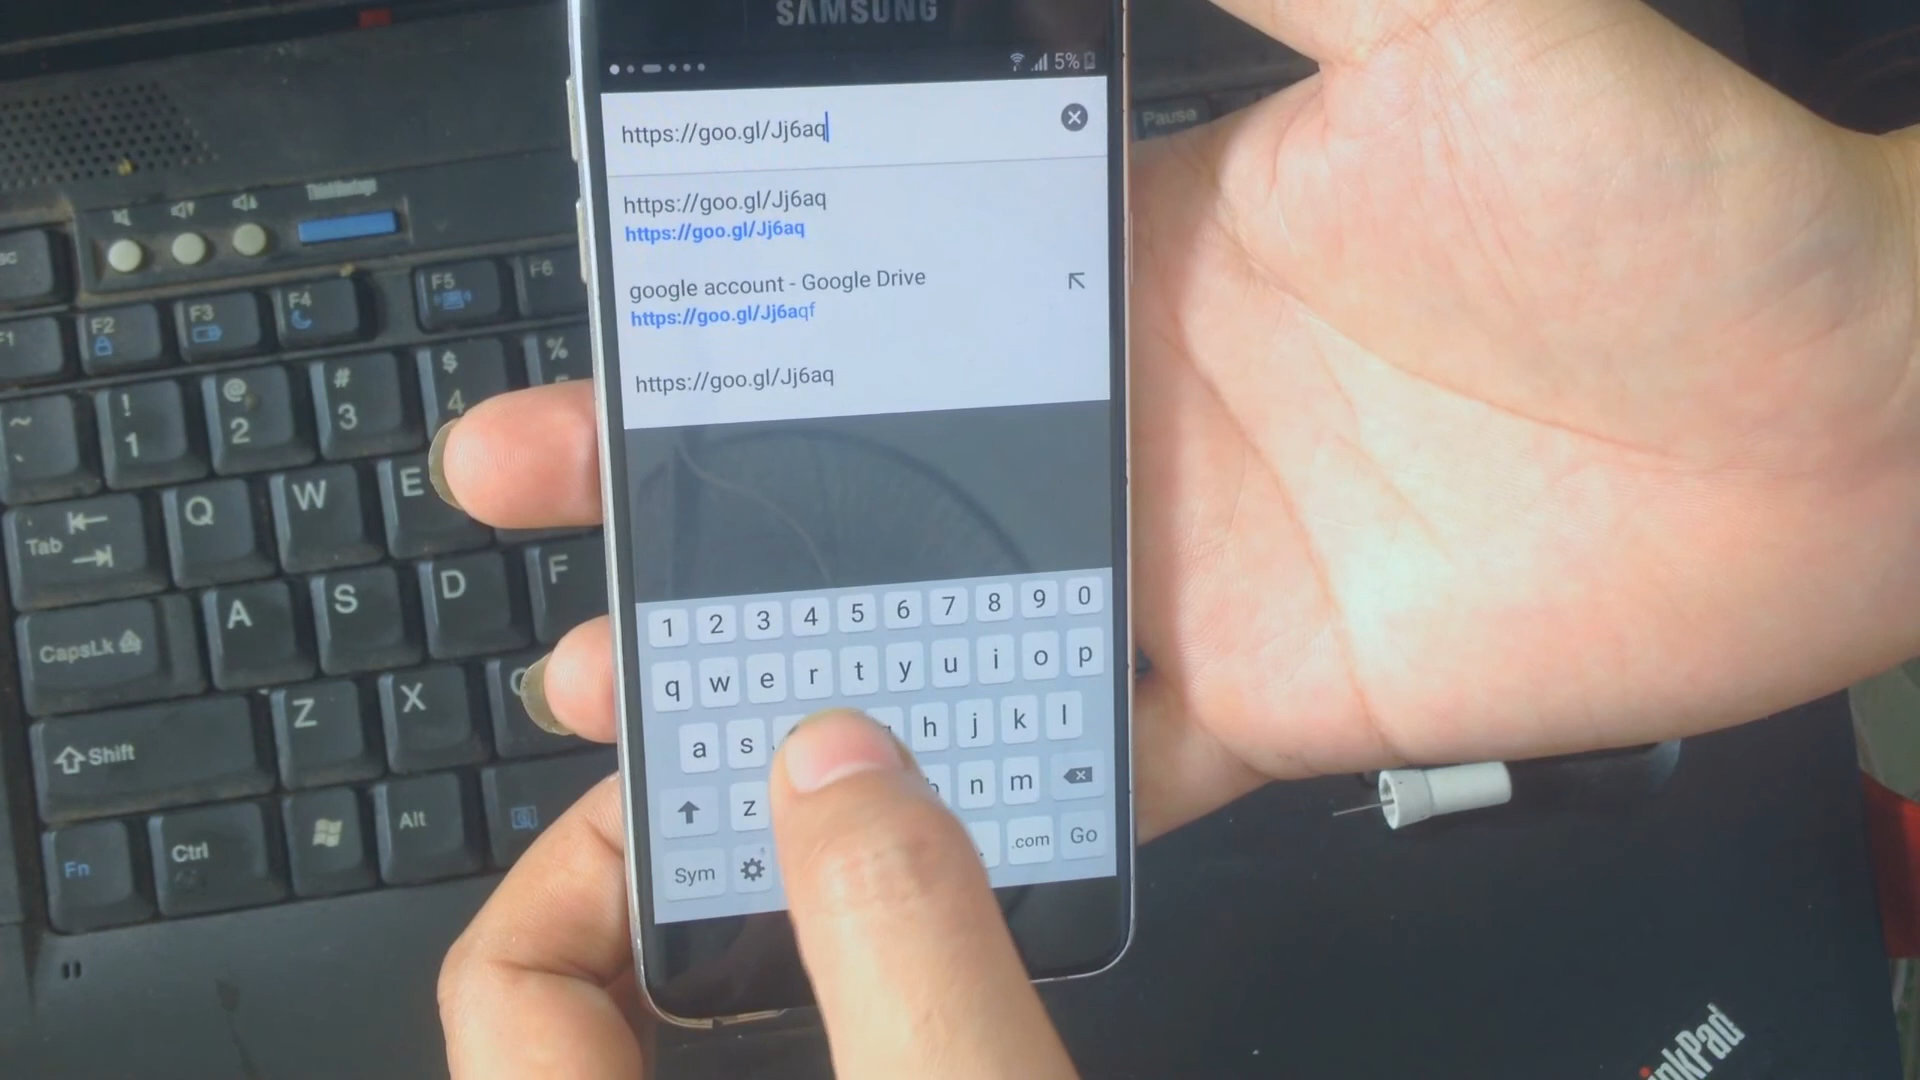 SAMSUNG
5%
https://goo.gl/Jj6aq
https://goo.gl/Jj6aq
https://goo.gl/Jj6aq
google account - Google Drive
https://goo.gl/Jj6aqf
https://goo.gl/Jj6aq
1 2 3 4 5 6 7 8 9 0
q w e r t y u i o p
a s h j k l
z n m
Sym . .com Go
Pause
F1 F2 F3 F4 F5 F6
~ ! 1 @ 2 # 3 $ 4 %
Tab Q W E
CapsLk A S D F
Shift Z X
Fn Ctrl Alt